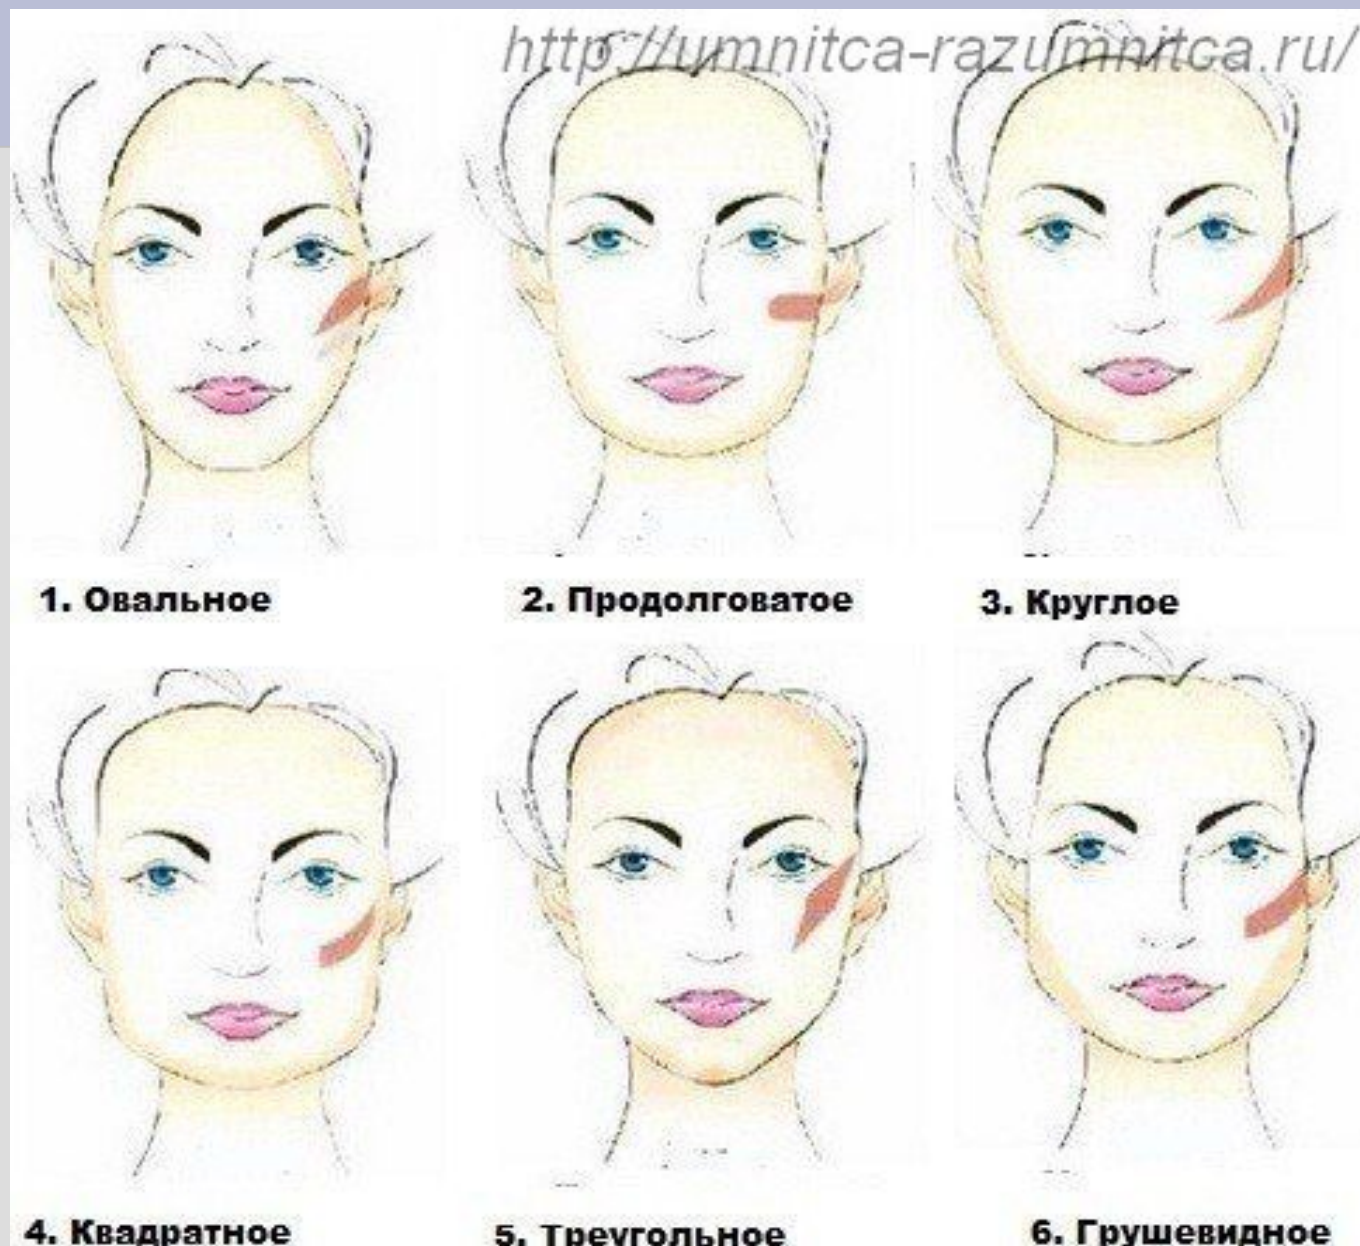 http://umnitca-razumnitca.ru/
1. Овальное
2. Продолговатое
3. Круглое
4. Квадратное
5. Треугольное
6. Грушевидное